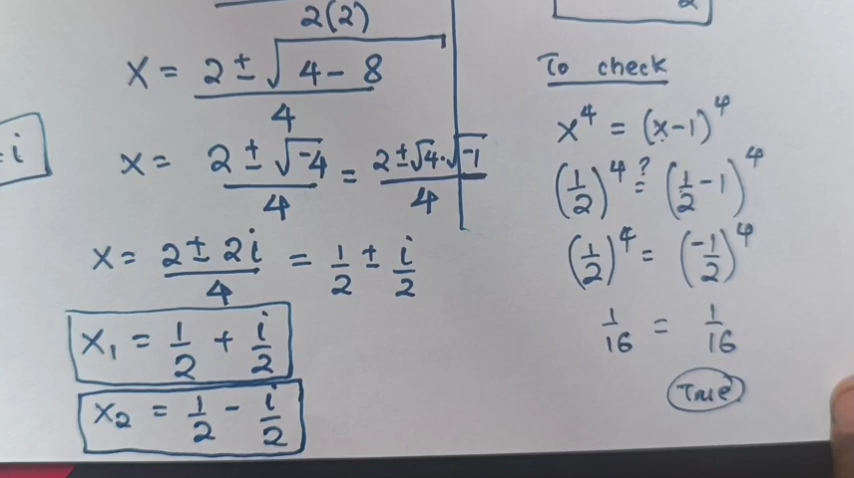 2(2)
x = 2 ± √4 - 8 / 4
= i
x = 2 ± √-4 / 4 = 2 ± √4 · √-1 / 4
x = 2 ± 2i / 4 = 1/2 ± i/2
x₁ = 1/2 + i/2
x₂ = 1/2 - i/2
2
To check
x⁴ = (x-1)⁴
(1/2)⁴ ?= (1/2 - 1)⁴
(1/2)⁴ = (-1/2)⁴
1/16 = 1/16
True